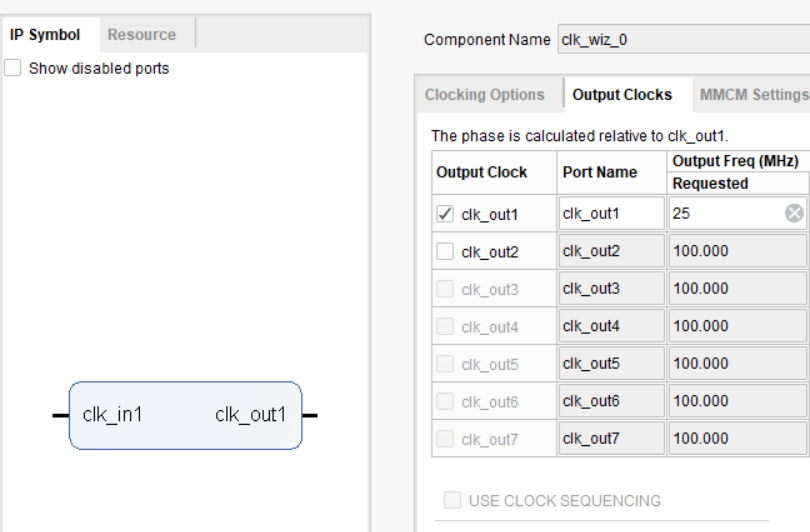 IP Symbol Resource
Show disabled ports
clk_in1 clk_out1
Component Name clk_wiz_0
Clocking Options Output Clocks MMCM Settings
The phase is calculated relative to clk_out1.
Output Clock Port Name Output Freq (MHz)
Requested
clk_out1 clk_out1 25
clk_out2 clk_out2 100.000
clk_out3 clk_out3 100.000
clk_out4 clk_out4 100.000
clk_out5 clk_out5 100.000
clk_out6 clk_out6 100.000
clk_out7 clk_out7 100.000
USE CLOCK SEQUENCING